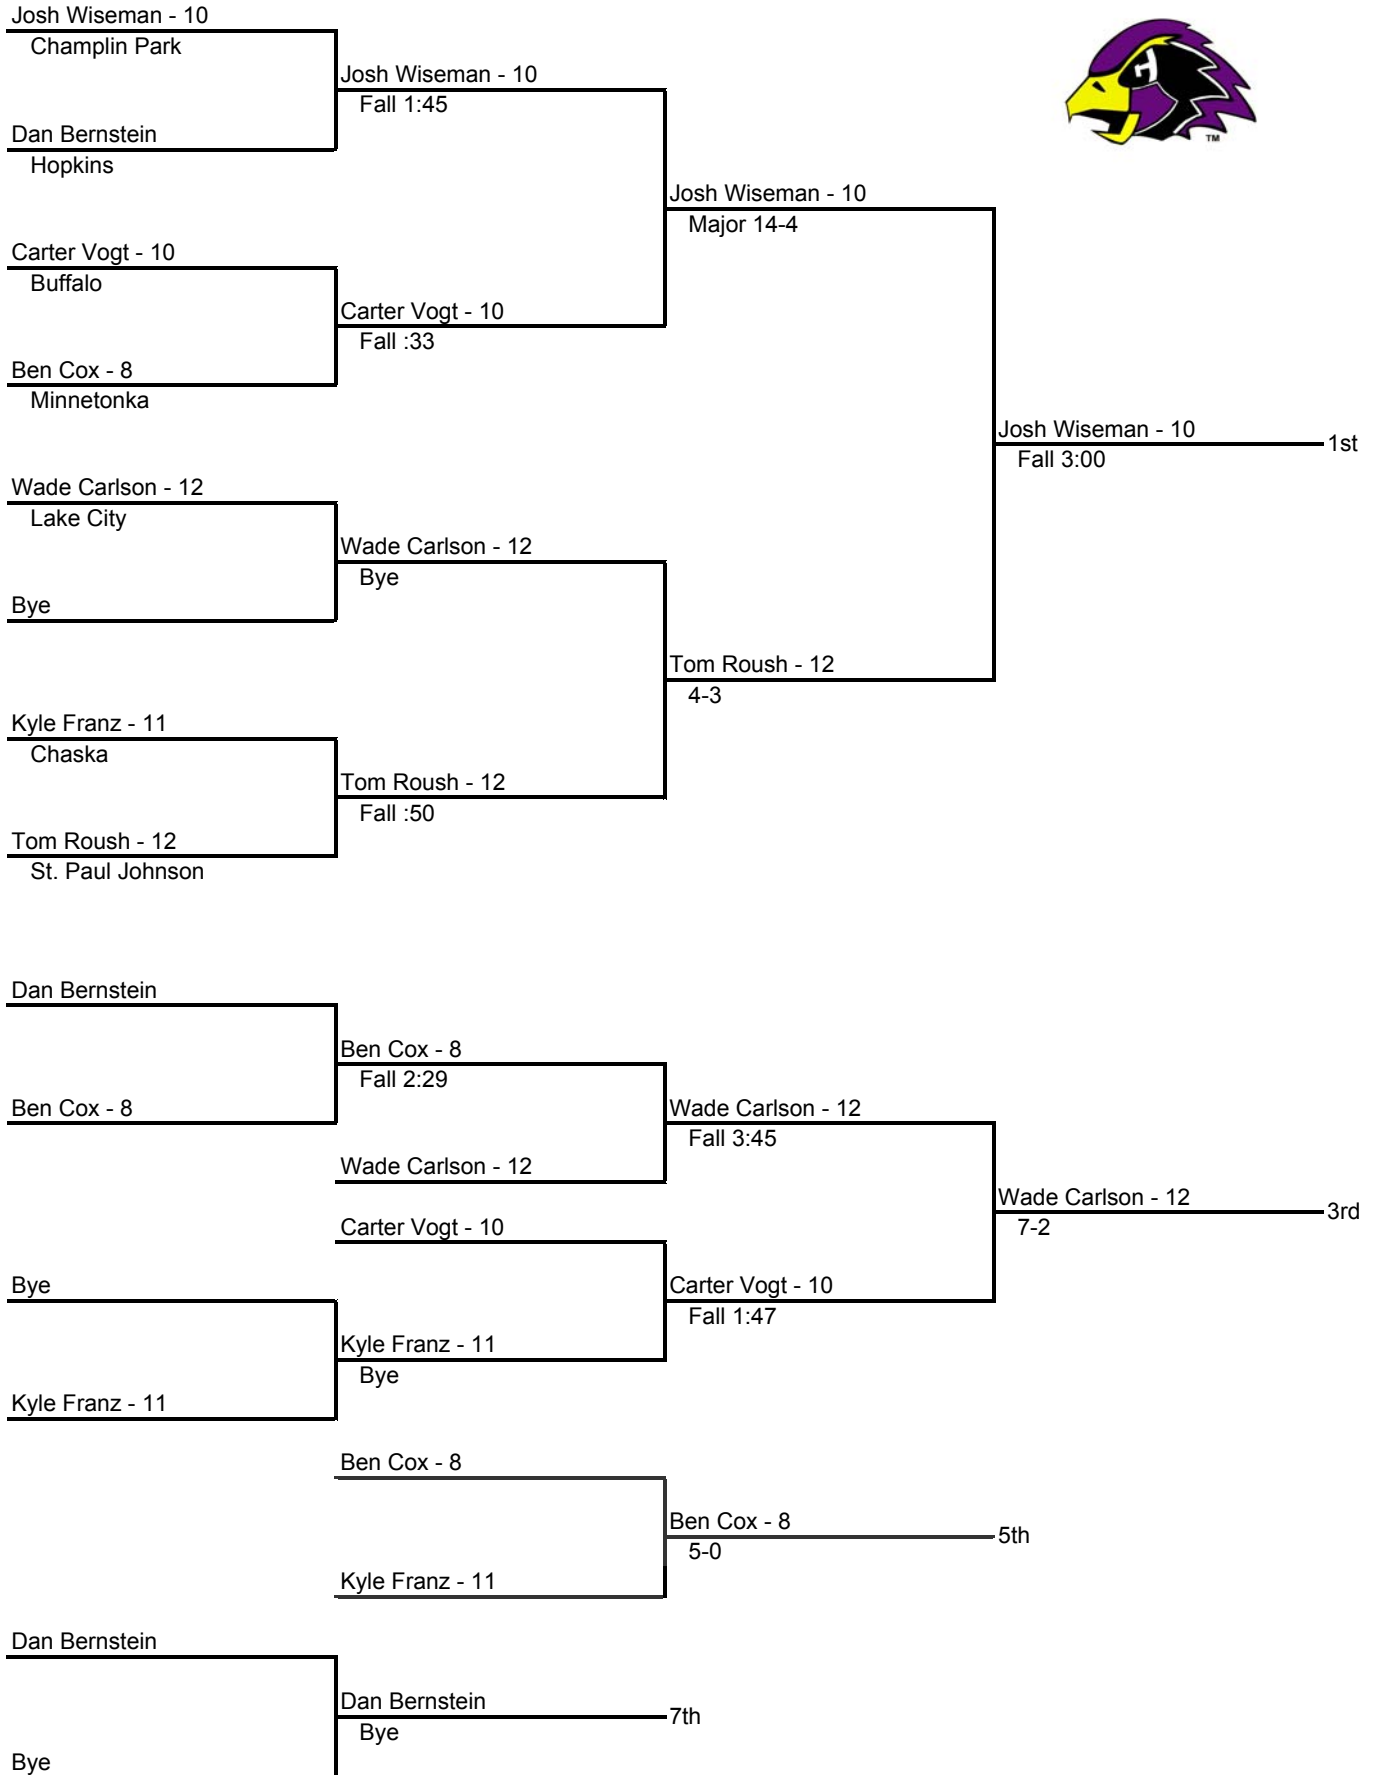 Josh Wiseman - 10
Champlin Park
Josh Wiseman - 10
Fall 1:45
Dan Bernstein
Hopkins
TM
Josh Wiseman - 10
Major 14-4
Carter Vogt - 10
Buffalo
Carter Vogt - 10
Fall :33
Ben Cox - 8
Minnetonka
Josh Wiseman - 10
1st
Fall 3:00
Wade Carlson - 12
Lake City
Wade Carlson - 12
Bye
Bye
Tom Roush - 12
4-3
Kyle Franz - 11
Chaska
Tom Roush - 12
Fall :50
Tom Roush - 12
St. Paul Johnson
Dan Bernstein
Ben Cox - 8
Fall 2:29
Ben Cox - 8
Wade Carlson - 12
Fall 3:45
Wade Carlson - 12
Wade Carlson - 12
3rd
7-2
Carter Vogt - 10
Bye
Carter Vogt - 10
Fall 1:47
Kyle Franz - 11
Bye
Kyle Franz - 11
Ben Cox - 8
Ben Cox - 8
5th
5-0
Kyle Franz - 11
Dan Bernstein
Dan Bernstein
7th
Bye
Bye